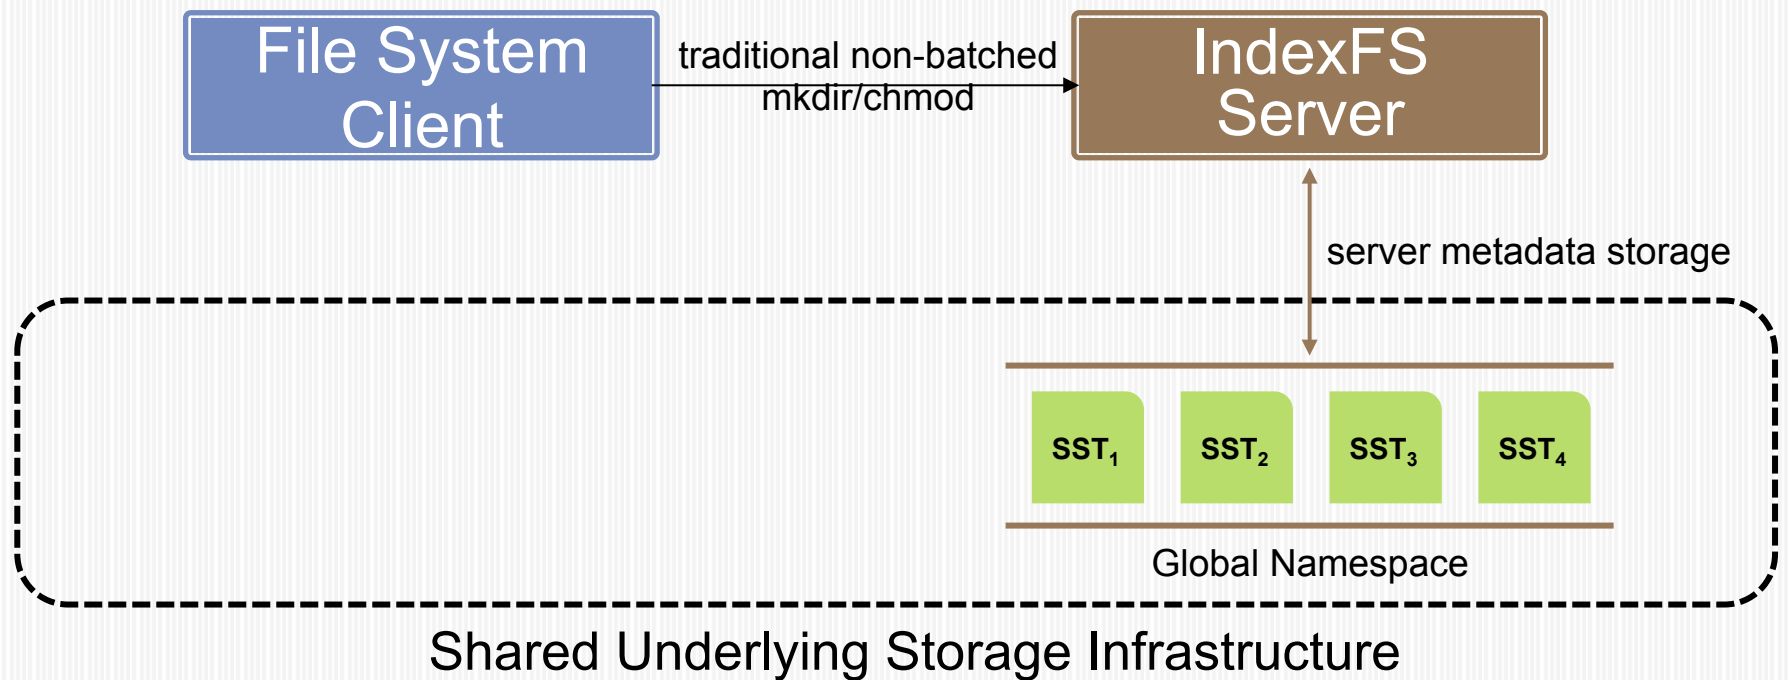 File System
Client
traditional non-batched
mkdir/chmod
IndexFS
Server
server metadata storage
SST₁
SST₂
SST₃
SST₄
Global Namespace
Shared Underlying Storage Infrastructure